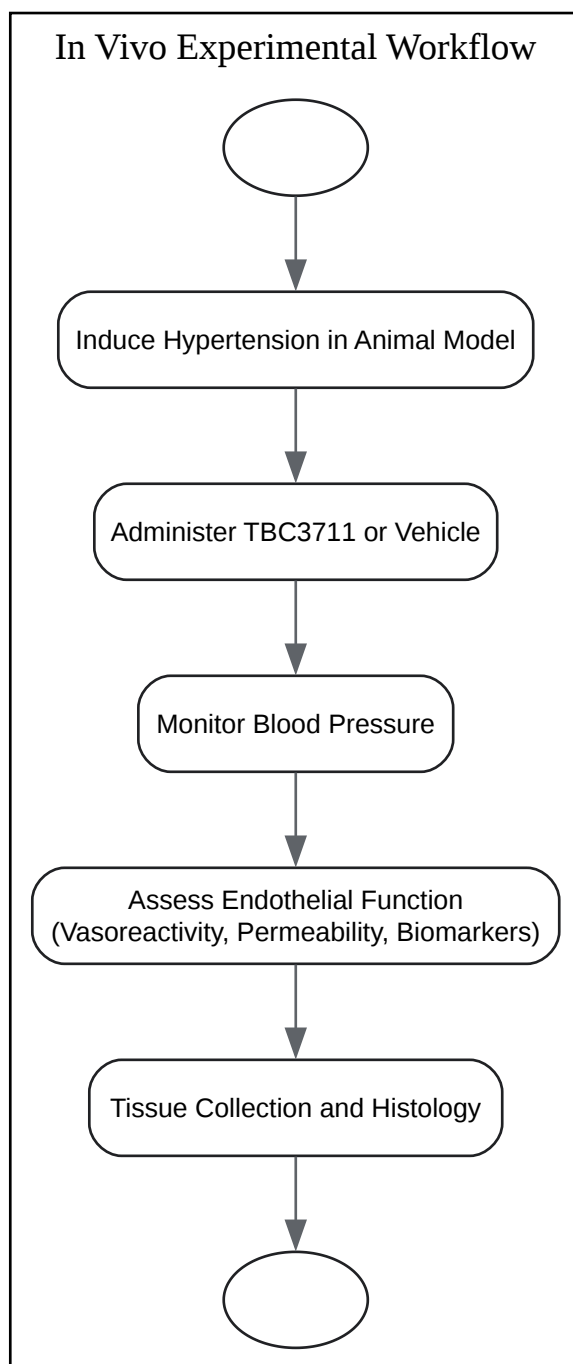 In Vivo Experimental Workflow
Induce Hypertension in Animal Model
Administer TBC3711 or Vehicle
Monitor Blood Pressure
Assess Endothelial Function
(Vasoreactivity, Permeability, Biomarkers)
Tissue Collection and Histology